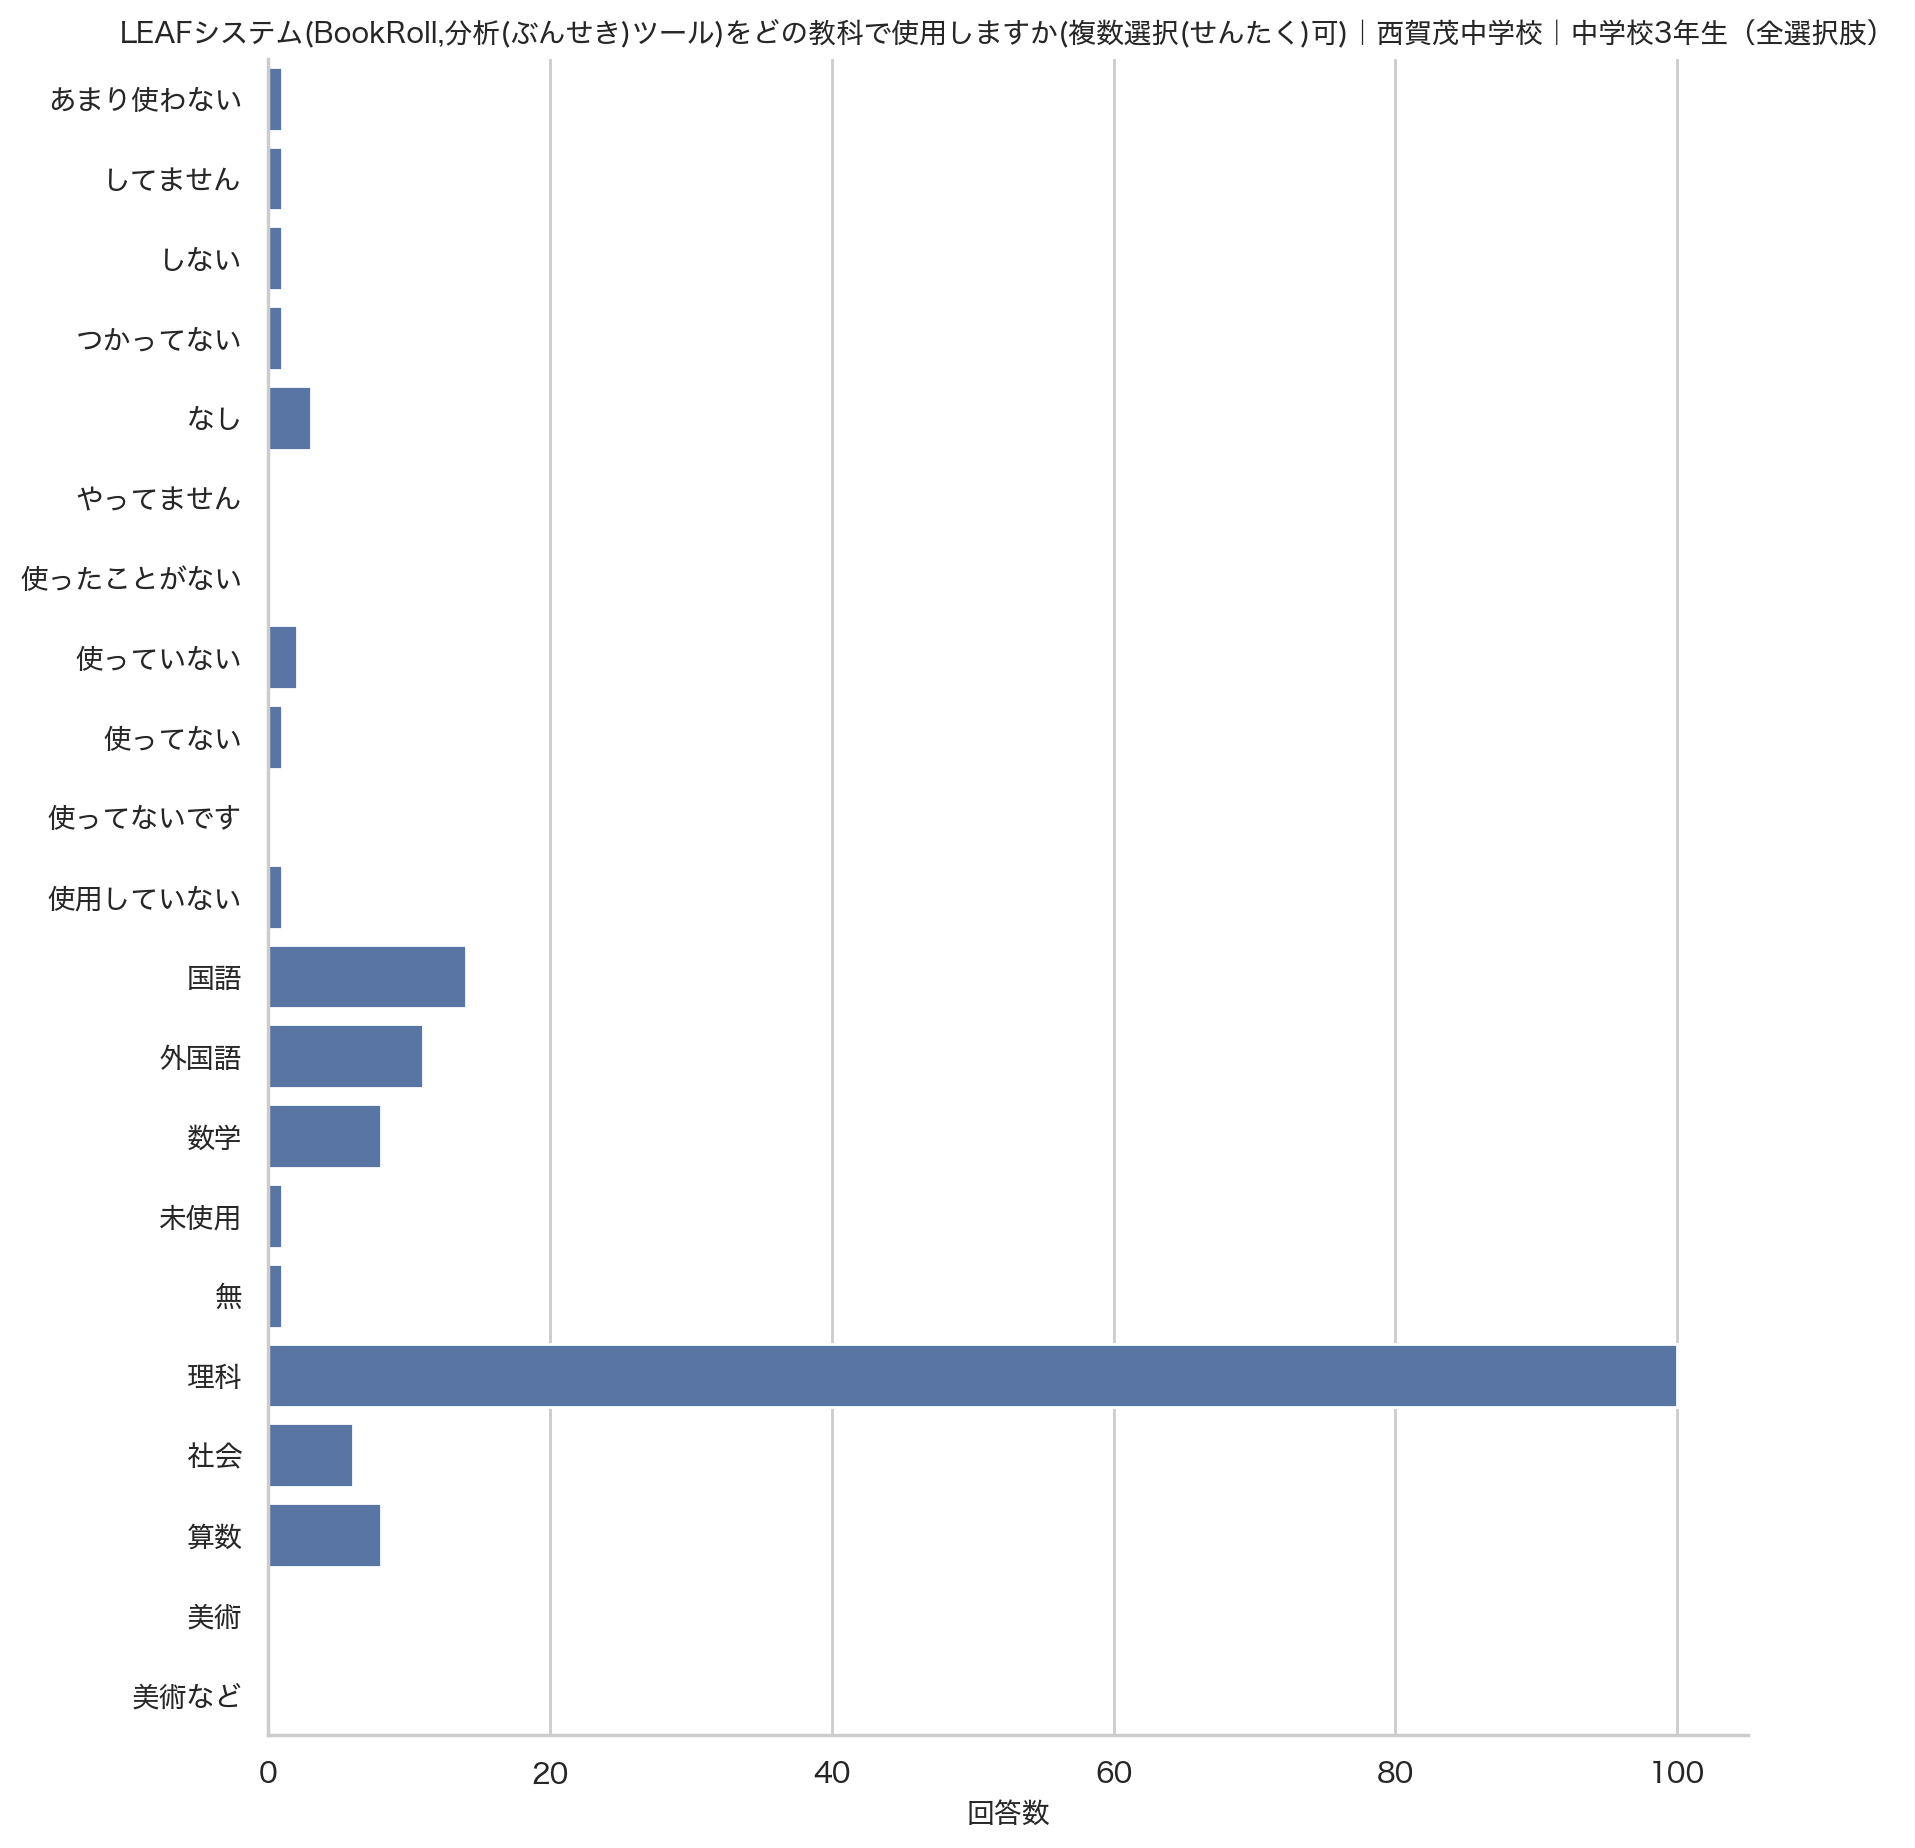 LEAFシステム(BookRoll,分析(ぶんせき)ツール)をどの教科で使用しますか(複数選択(せんたく)可)｜西賀茂中学校｜中学校3年生（全選択肢）
あまり使わない
してません
しない
つかってない
なし
やってません
使ったことがない
使っていない
使ってない
使ってないです
使用していない
国語
外国語
数学
未使用
無
理科
社会
算数
美術
美術など
0 20 40 60 80 100
回答数